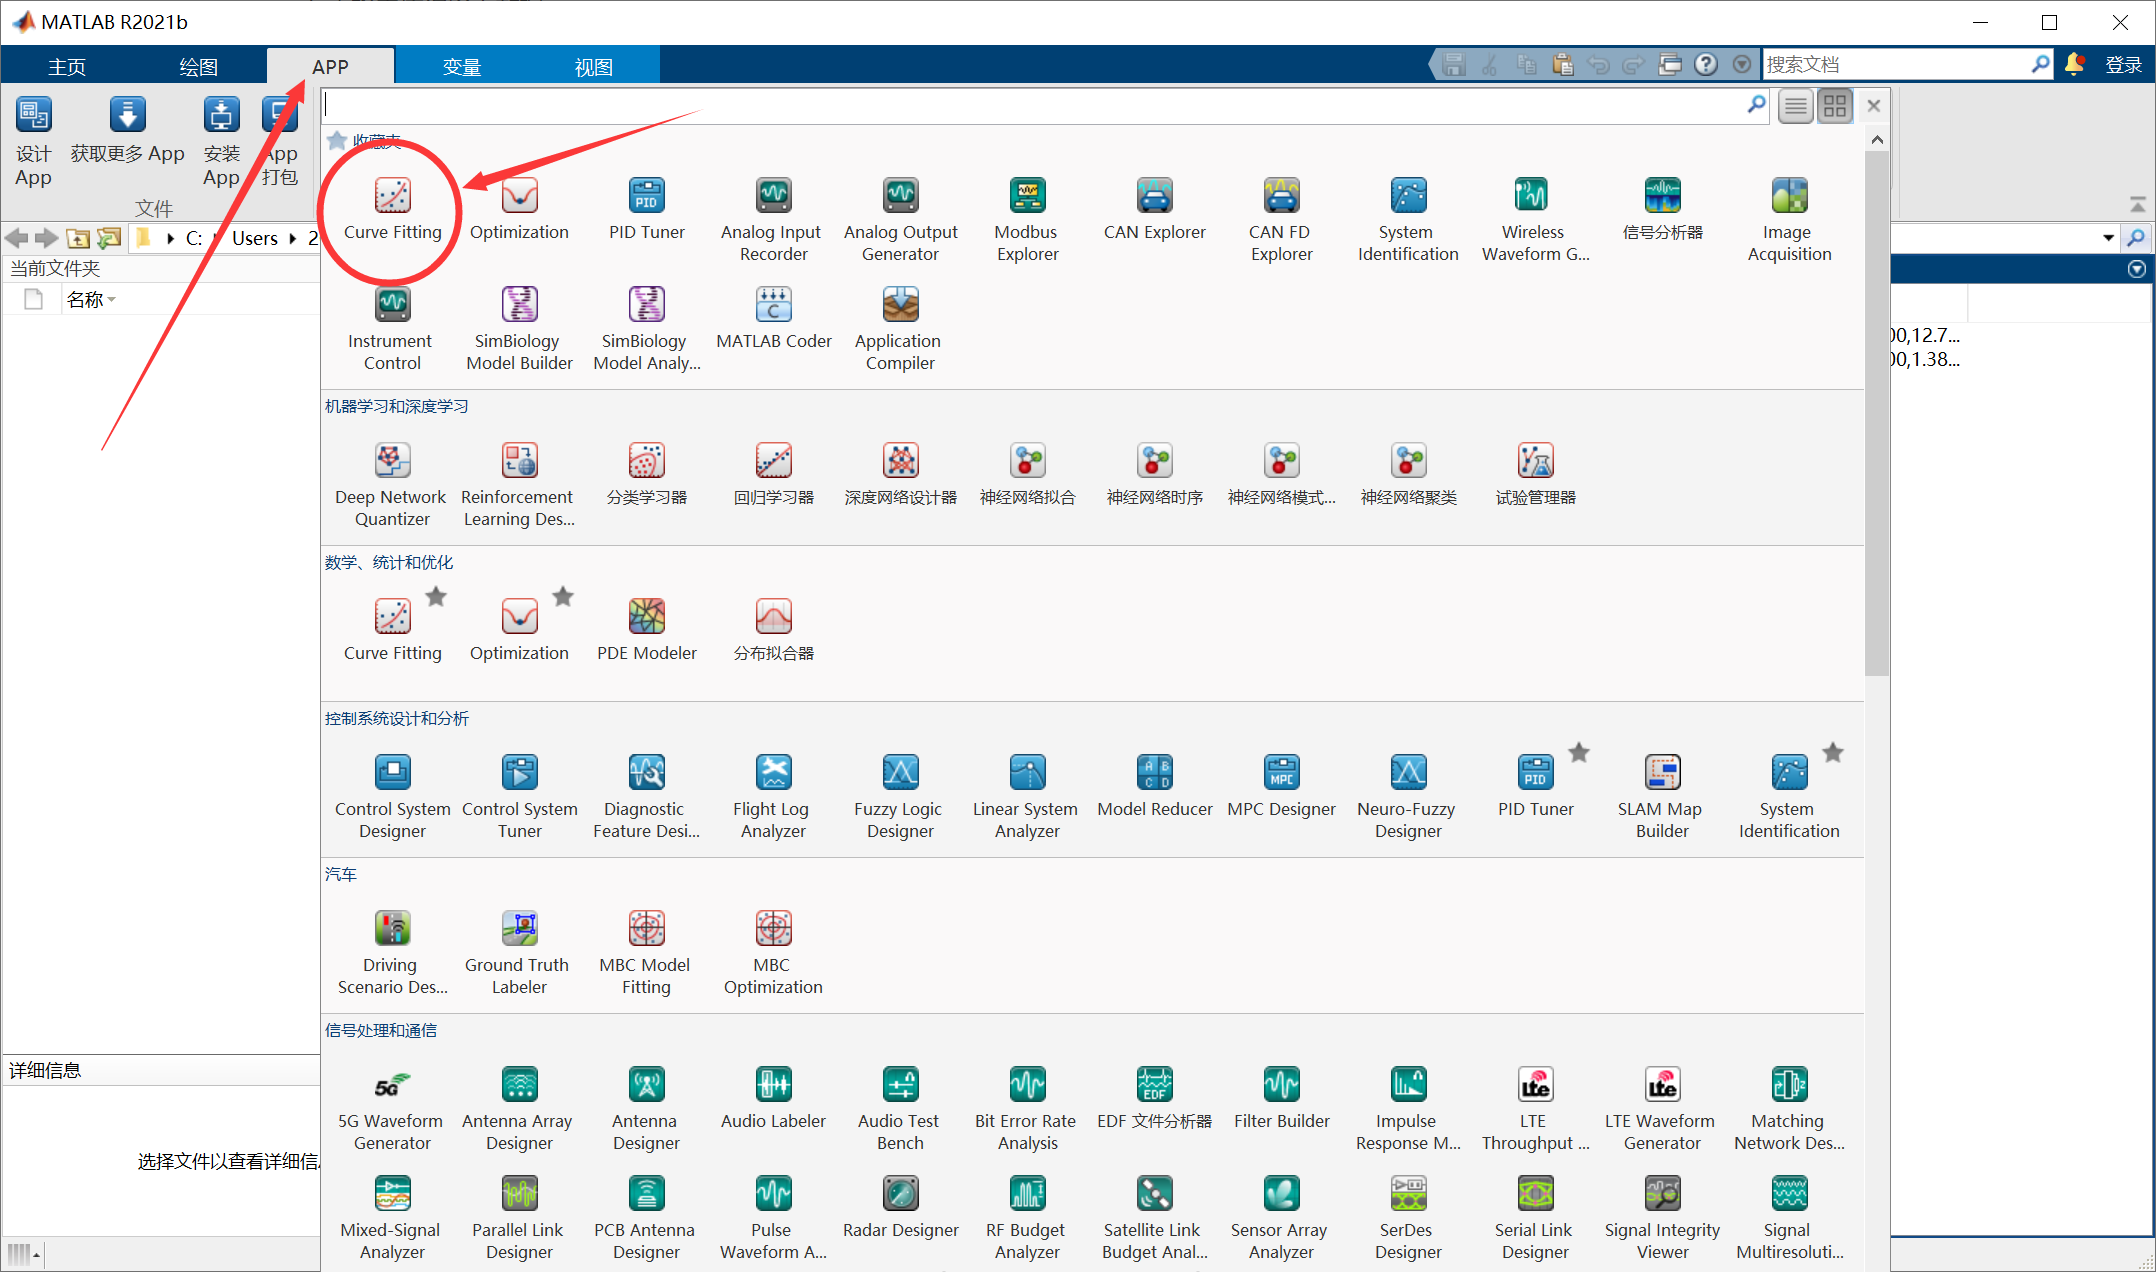 MATLAB R2021b
主页
绘图
APP
变量
视图
搜索文档
登录
设计
App
获取更多 App
安装
App
App
打包
文件
C:
Users
2
当前文件夹
名称
收藏夹
Curve Fitting
Optimization
PID Tuner
Analog Input
Recorder
Analog Output
Generator
Modbus
Explorer
CAN Explorer
CAN FD
Explorer
System
Identification
Wireless
Waveform G...
信号分析器
Image
Acquisition
Instrument
Control
SimBiology
Model Builder
SimBiology
Model Analy...
MATLAB Coder
Application
Compiler
00,12.7...
00,1.38...
机器学习和深度学习
Deep Network
Quantizer
Reinforcement
Learning Des...
分类学习器
回归学习器
深度网络设计器
神经网络拟合
神经网络时序
神经网络模式...
神经网络聚类
试验管理器
数学、统计和优化
Curve Fitting
Optimization
PDE Modeler
分布拟合器
控制系统设计和分析
Control System
Designer
Control System
Tuner
Diagnostic
Feature Desi...
Flight Log
Analyzer
Fuzzy Logic
Designer
Linear System
Analyzer
Model Reducer
MPC Designer
Neuro-Fuzzy
Designer
PID Tuner
SLAM Map
Builder
System
Identification
汽车
Driving
Scenario Des...
Ground Truth
Labeler
MBC Model
Fitting
MBC
Optimization
信号处理和通信
5G Waveform
Generator
Antenna Array
Designer
Antenna
Designer
Audio Labeler
Audio Test
Bench
Bit Error Rate
Analysis
EDF 文件分析器
Filter Builder
Impulse
Response M...
LTE
Throughput ...
LTE Waveform
Generator
Matching
Network Des...
Mixed-Signal
Analyzer
Parallel Link
Designer
PCB Antenna
Designer
Pulse
Waveform A...
Radar Designer
RF Budget
Analyzer
Satellite Link
Budget Anal...
Sensor Array
Analyzer
SerDes
Designer
Serial Link
Designer
Signal Integrity
Viewer
Signal
Multiresoluti...
详细信息
选择文件以查看详细信息